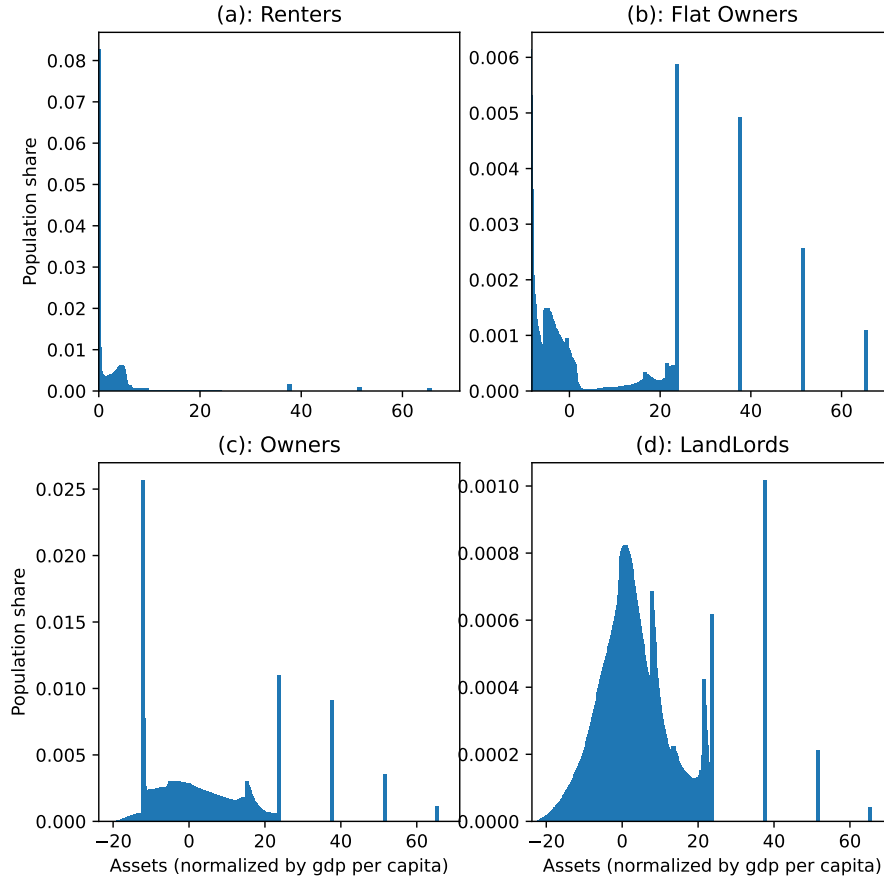 (a): Renters
(b): Flat Owners
Population share
0.08
0.07
0.06
0.05
0.04
0.03
0.02
0.01
0.00
0 20 40 60
0.006
0.005
0.004
0.003
0.002
0.001
0.000
0 20 40 60
(c): Owners
(d): LandLords
Population share
0.025
0.020
0.015
0.010
0.005
0.000
−20 0 20 40 60
Assets (normalized by gdp per capita)
0.0010
0.0008
0.0006
0.0004
0.0002
0.0000
−20 0 20 40 60
Assets (normalized by gdp per capita)